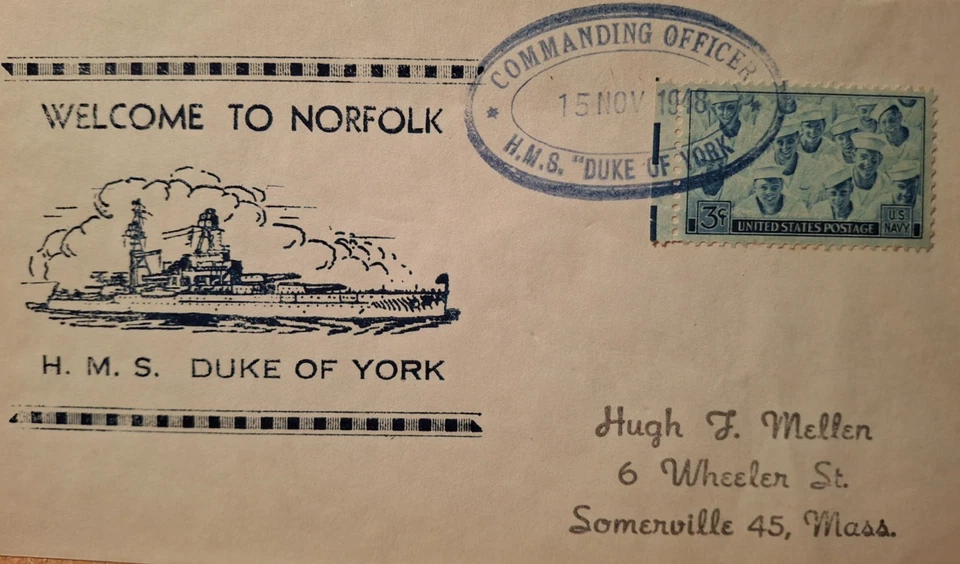 WELCOME TO NORFOLK
H. M. S. DUKE OF YORK
COMMANDING OFFICER
15 NOV 1948
H.M.S. "DUKE OF YORK
3¢
UNITED STATES POSTAGE
U.S.
NAVY
Hugh F. Mellen
6 Wheeler St.
Somerville 45, Mass.